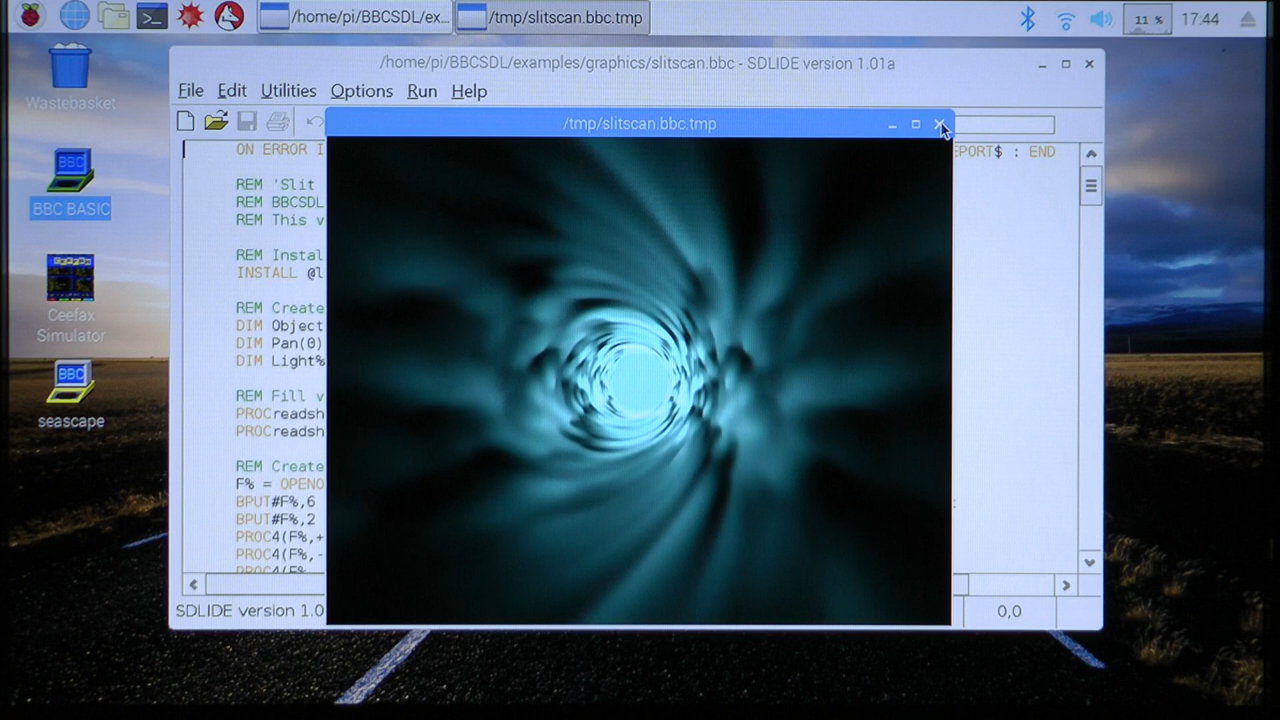 /home/pi/BBCSDL/ex...
/tmp/slitscan.bbc.tmp
11 %
17:44
Wastebasket
BBC
BBC BASIC
Ceefax
Simulator
BBC
seascape
/home/pi/BBCSDL/examples/graphics/slitscan.bbc - SDLIDE version 1.01a
File Edit Utilities Options Run Help
/tmp/slitscan.bbc.tmp
ON ERROR I
EPORT$ : END
REM 'Slit
REM BBCSDL
REM This v
REM Instal
INSTALL @l
REM Create
DIM Object
DIM Pan(0)
DIM Light%
REM Fill v
PROCreadsh
PROCreadsh
REM Create
F% = OPENO
BPUT#F%,6
BPUT#F%,2
PROC4(F%,+
PROC4(F%,-
PROC4(F%
SDLIDE version 1.0
0,0